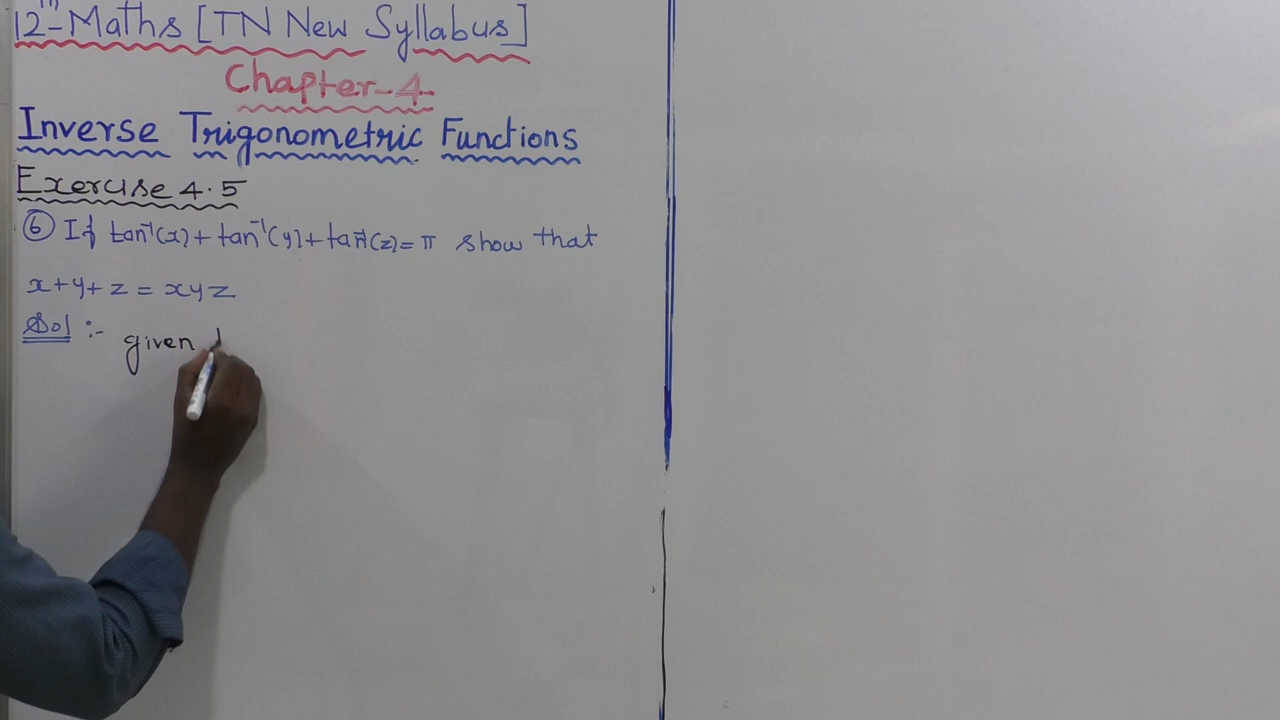 12th Maths [TN New Syllabus]
Chapter-4
Inverse Trigonometric Functions
Exercise 4.5
⑥ If tan⁻¹(x)+tan⁻¹(y)+tan⁻¹(z)=π show that
x+y+z = xyz
Sol :-
given